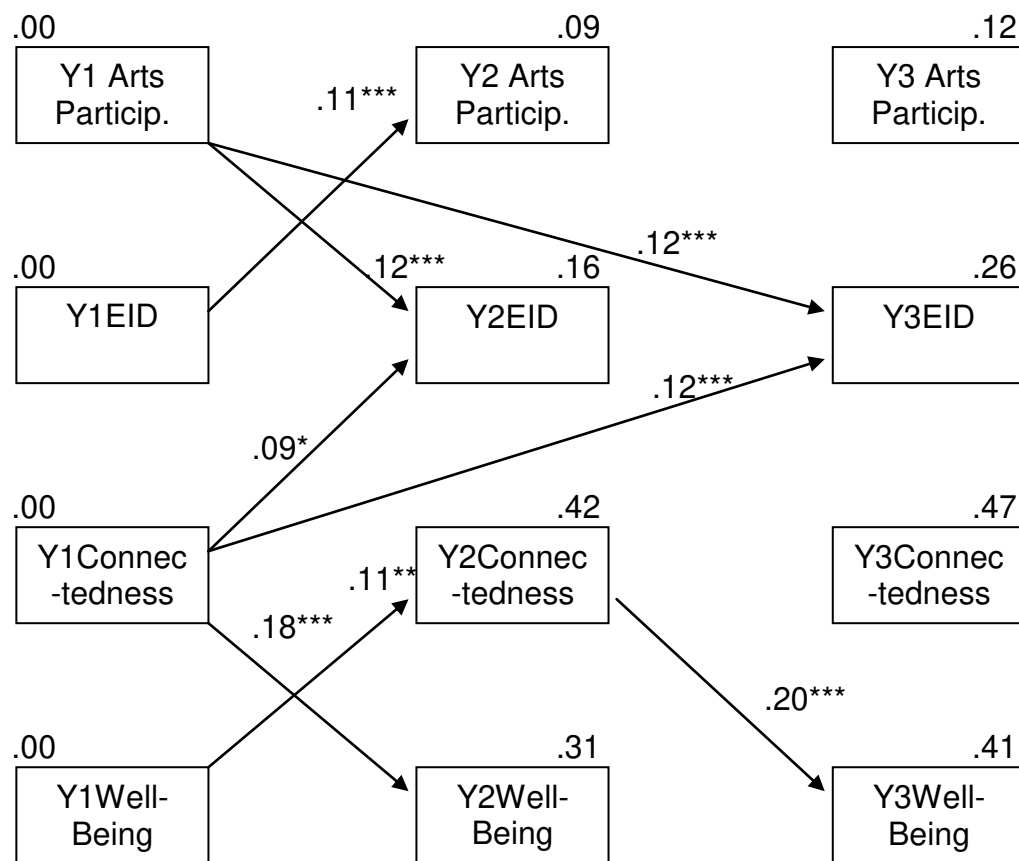 .00
.09
.12
Y1 Arts
Particip.
Y2 Arts
Particip.
Y3 Arts
Particip.
.11***
.12***
.12***
.00
.16
.26
Y1EID
Y2EID
Y3EID
.12***
.09*
.00
.42
.47
Y1Connec
-tedness
Y2Connec
-tedness
Y3Connec
-tedness
.11**
.18***
.20***
.00
.31
.41
Y1Well-
Being
Y2Well-
Being
Y3Well-
Being